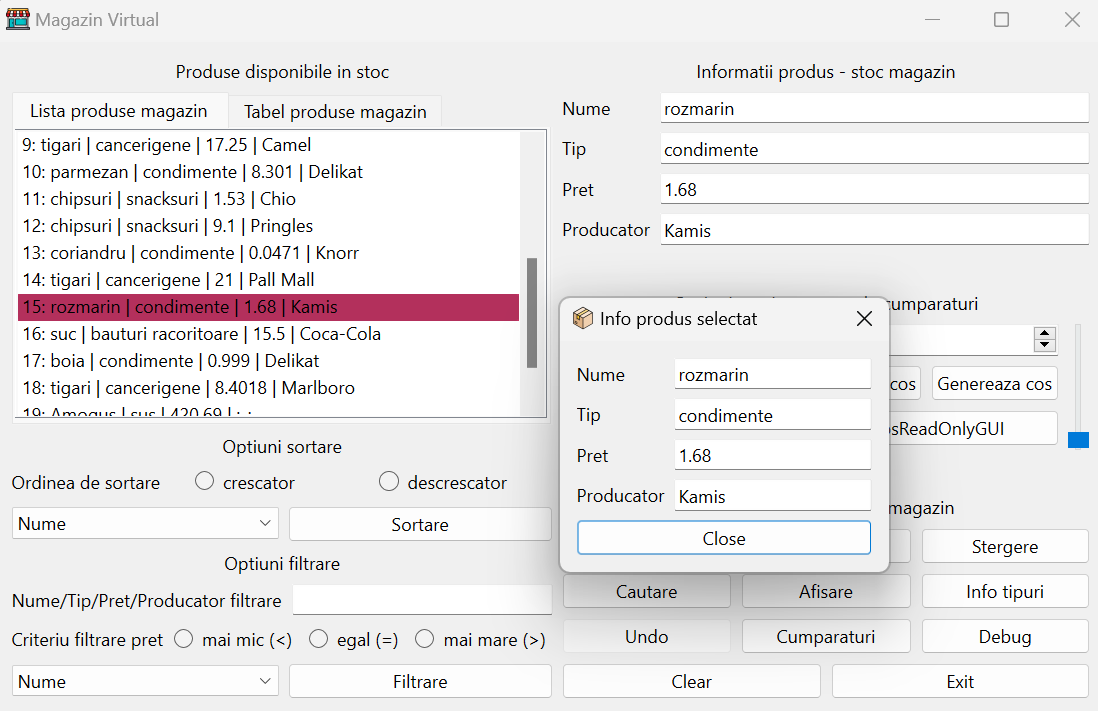 Magazin Virtual
Produse disponibile in stoc
Lista produse magazin
Tabel produse magazin
9: tigari | cancerigene | 17.25 | Camel
10: parmezan | condimente | 8.301 | Delikat
11: chipsuri | snacksuri | 1.53 | Chio
12: chipsuri | snacksuri | 9.1 | Pringles
13: coriandru | condimente | 0.0471 | Knorr
14: tigari | cancerigene | 21 | Pall Mall
15: rozmarin | condimente | 1.68 | Kamis
16: suc | bauturi racoritoare | 15.5 | Coca-Cola
17: boia | condimente | 0.999 | Delikat
18: tigari | cancerigene | 8.4018 | Marlboro
19: Amogus | sus | 420.69 |
Optiuni sortare
Ordinea de sortare
crescator
descrescator
Nume
Sortare
Optiuni filtrare
Nume/Tip/Pret/Producator filtrare
Criteriu filtrare pret
mai mic (<)
egal (=)
mai mare (>)
Nume
Filtrare
Informatii produs - stoc magazin
Nume
rozmarin
Tip
condimente
Pret
1.68
Producator
Kamis
cumparaturi
cos
Genereaza cos
sReadOnlyGUI
Info produs selectat
Nume
rozmarin
Tip
condimente
Pret
1.68
Producator
Kamis
Close
magazin
Stergere
Cautare
Afisare
Info tipuri
Undo
Cumparaturi
Debug
Clear
Exit